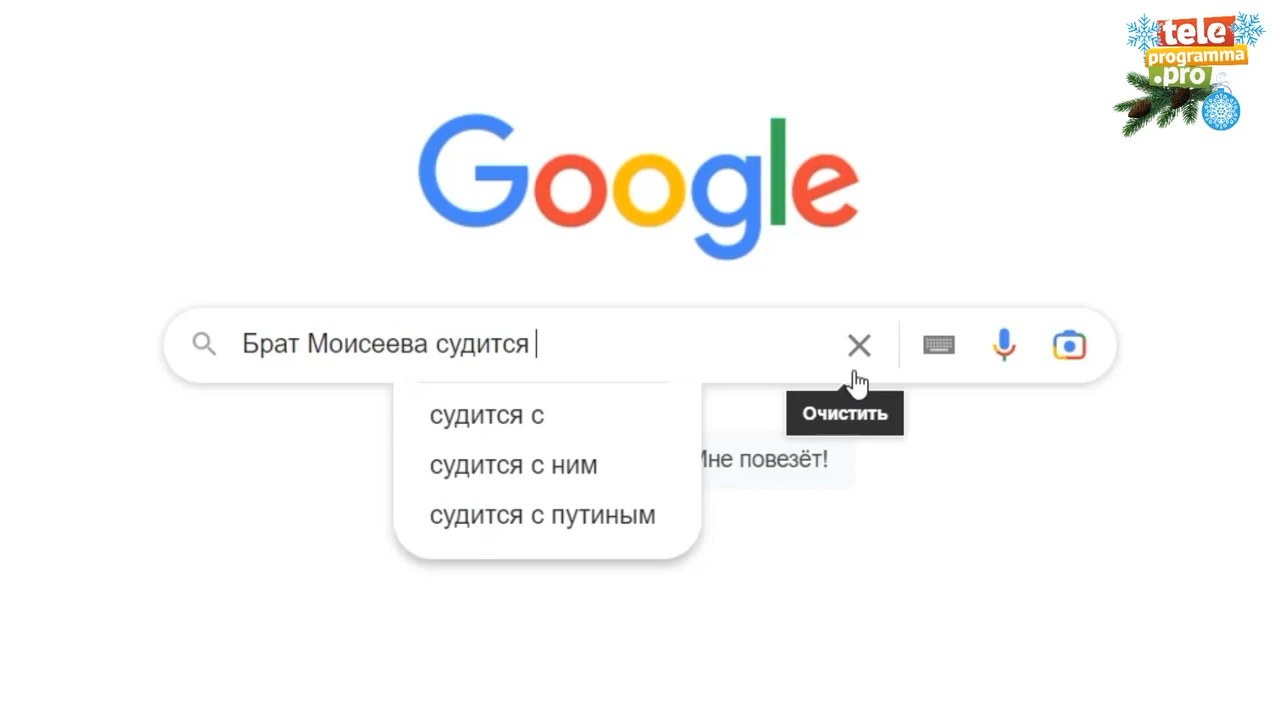 tele
programma
.pro
Google
Брат Моисеева судится
Очистить
судится с
судится с ним
Мне повезёт!
судится с путиным